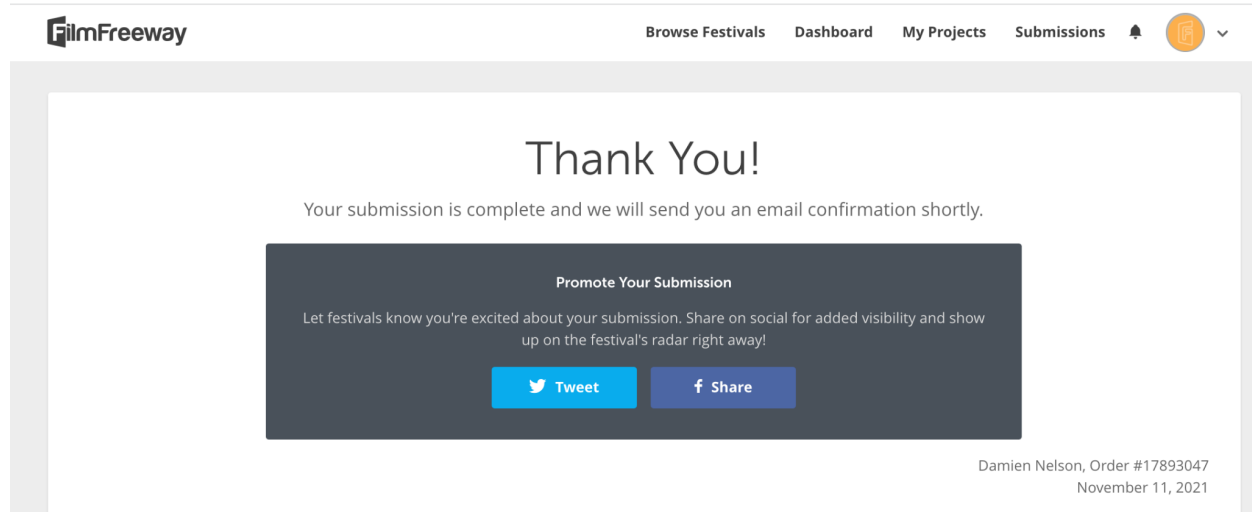 FilmFreeway
Browse Festivals Dashboard My Projects Submissions
Thank You!
Your submission is complete and we will send you an email confirmation shortly.
Promote Your Submission
Let festivals know you're excited about your submission. Share on social for added visibility and show
up on the festival's radar right away!
Tweet Share
Damien Nelson, Order #17893047
November 11, 2021